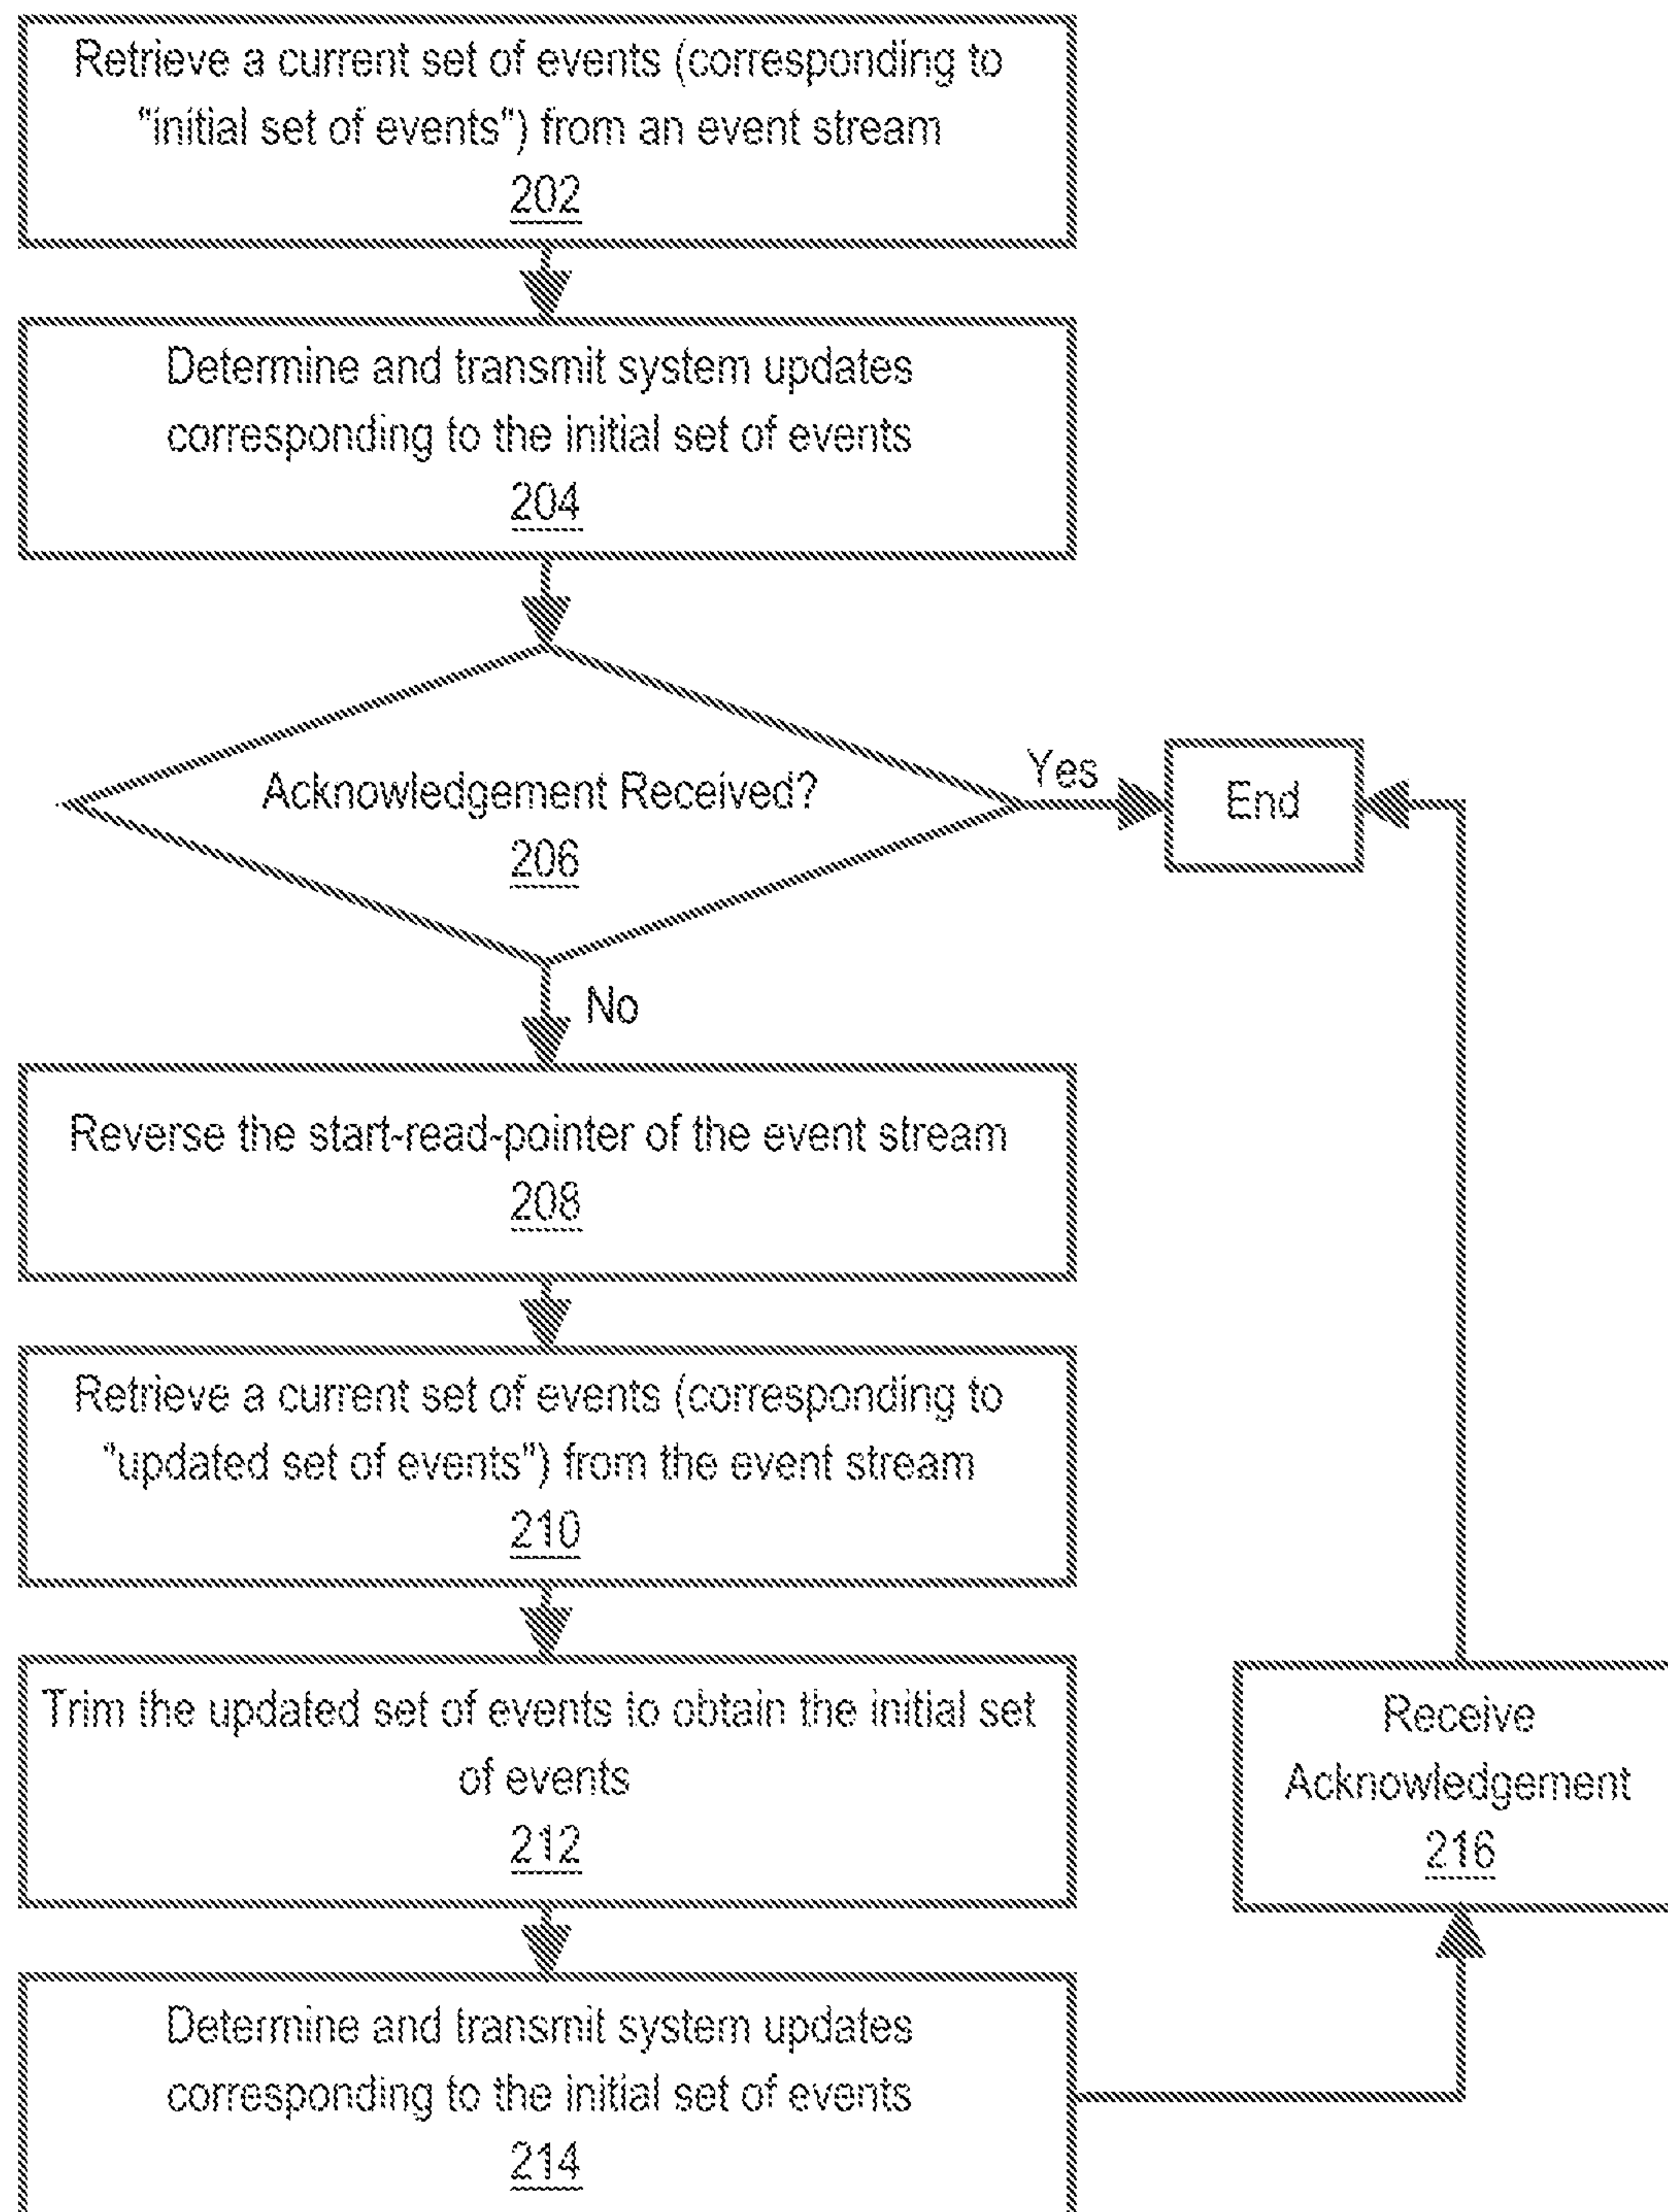 Retrieve a current set of events (corresponding to
"initial set of events") from an event stream
202
Determine and transmit system updates
corresponding to the initial set of events
204
Acknowledgement Received?
206
Yes
End
No
Reverse the start-read-pointer of the event stream
208
Retrieve a current set of events (corresponding to
"updated set of events") from the event stream
210
Trim the updated set of events to obtain the initial set
of events
212
Receive
Acknowledgement
216
Determine and transmit system updates
corresponding to the initial set of events
214